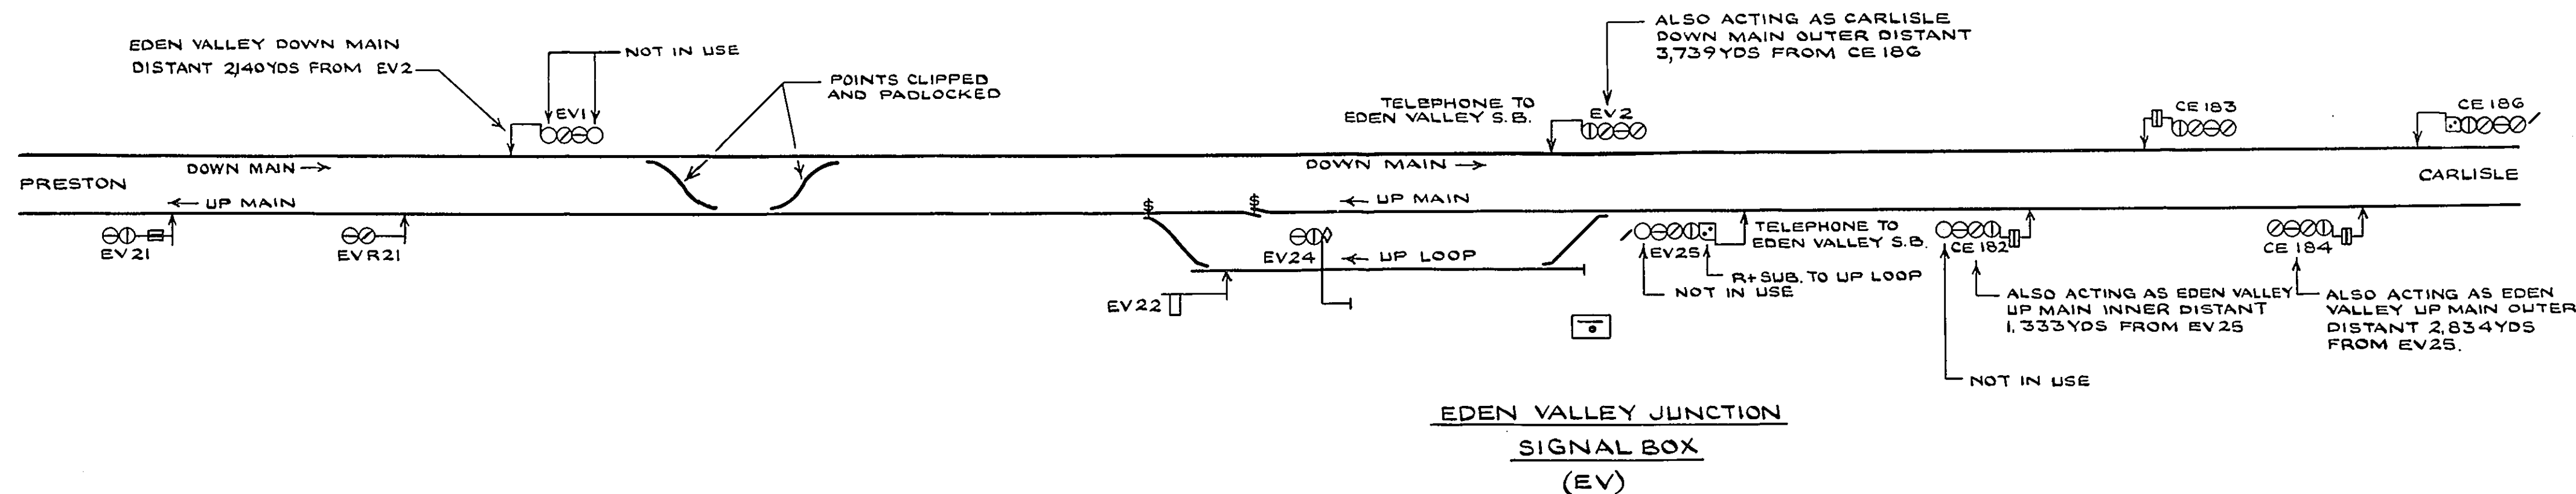 EDEN VALLEY DOWN MAIN
DISTANT 2,140YDS FROM EV2
NOT IN USE
EV1
POINTS CLIPPED
AND PADLOCKED
ALSO ACTING AS CARLISLE
DOWN MAIN OUTER DISTANT
3,739YDS FROM CE 186
TELEPHONE TO
EDEN VALLEY S.B.
EV2
CE 183
CE 186
DOWN MAIN
DOWN MAIN
PRESTON
CARLISLE
UP MAIN
UP MAIN
EV21
EVR21
$
$
EV24
UP LOOP
EV22
EV25
TELEPHONE TO
EDEN VALLEY S.B.
R+SUB. TO UP LOOP
NOT IN USE
CE 182
CE 184
ALSO ACTING AS EDEN VALLEY
UP MAIN INNER DISTANT
1,333YDS FROM EV25
ALSO ACTING AS EDEN
VALLEY UP MAIN OUTER
DISTANT 2,834YDS
FROM EV25.
NOT IN USE
EDEN VALLEY JUNCTION
SIGNAL BOX
(EV)